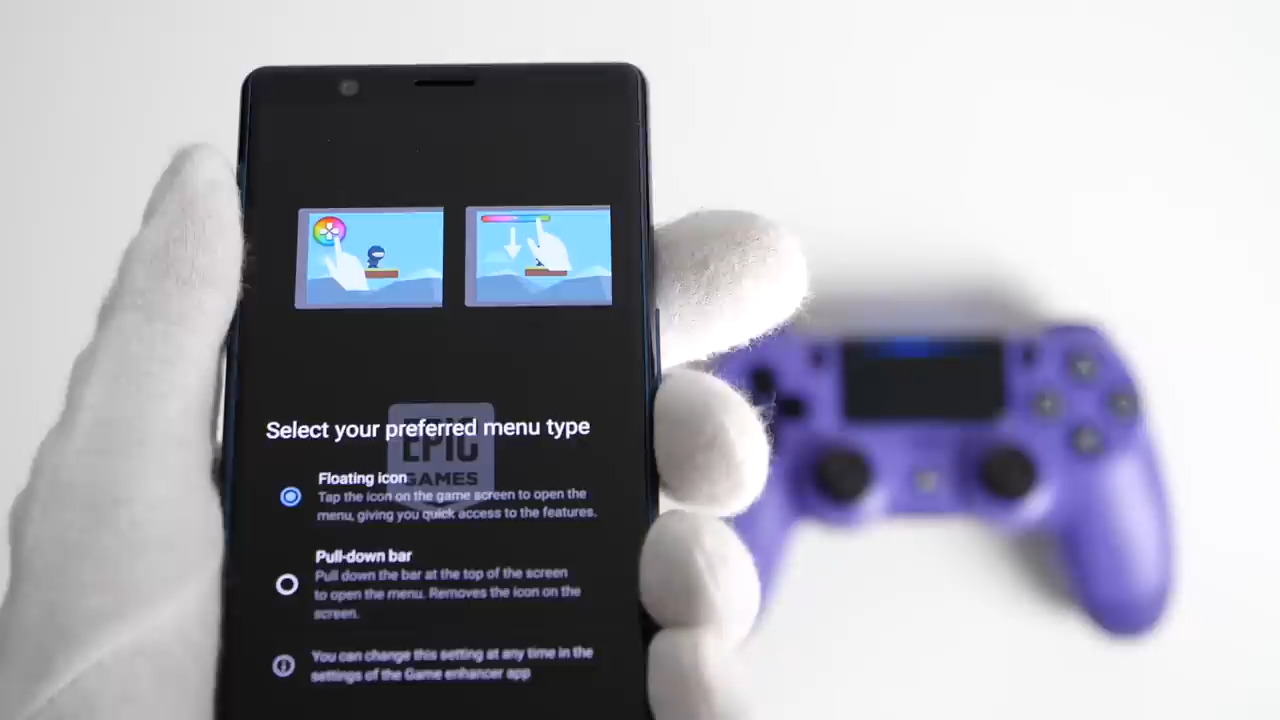 Select your preferred menu type
EPIC
GAMES
Floating icon
Tap the icon on the game screen to open the
menu, giving you quick access to the features.
Pull-down bar
Pull down the bar at the top of the screen
to open the menu. Removes the icon on the
screen.
You can change this setting at any time in the
settings of the Game enhancer app